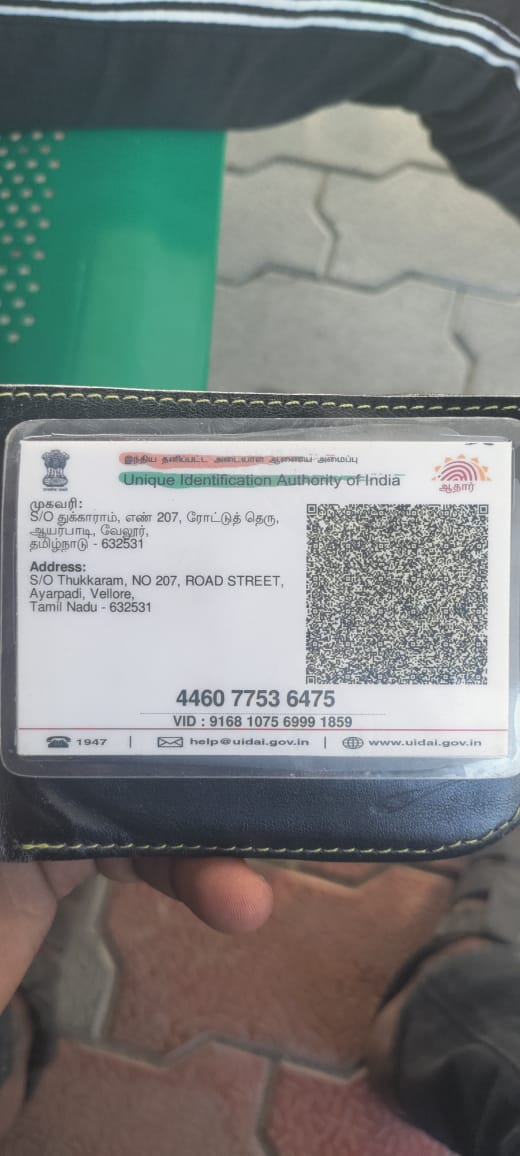 இந்திய தனிப்பட்ட அடையாள ஆணைய அமைப்பு
Unique Identification Authority of India
ஆதார்
முகவரி:
S/O துக்காராம், எண் 207, ரோட்டுத் தெரு,
ஆயர்பாடி, வேலூர்,
தமிழ்நாடு - 632531
Address:
S/O Thukkaram, NO 207, ROAD STREET,
Ayarpadi, Vellore,
Tamil Nadu - 632531
4460 7753 6475
VID : 9168 1075 6999 1859
1947 | help@uidai.gov.in | www.uidai.gov.in